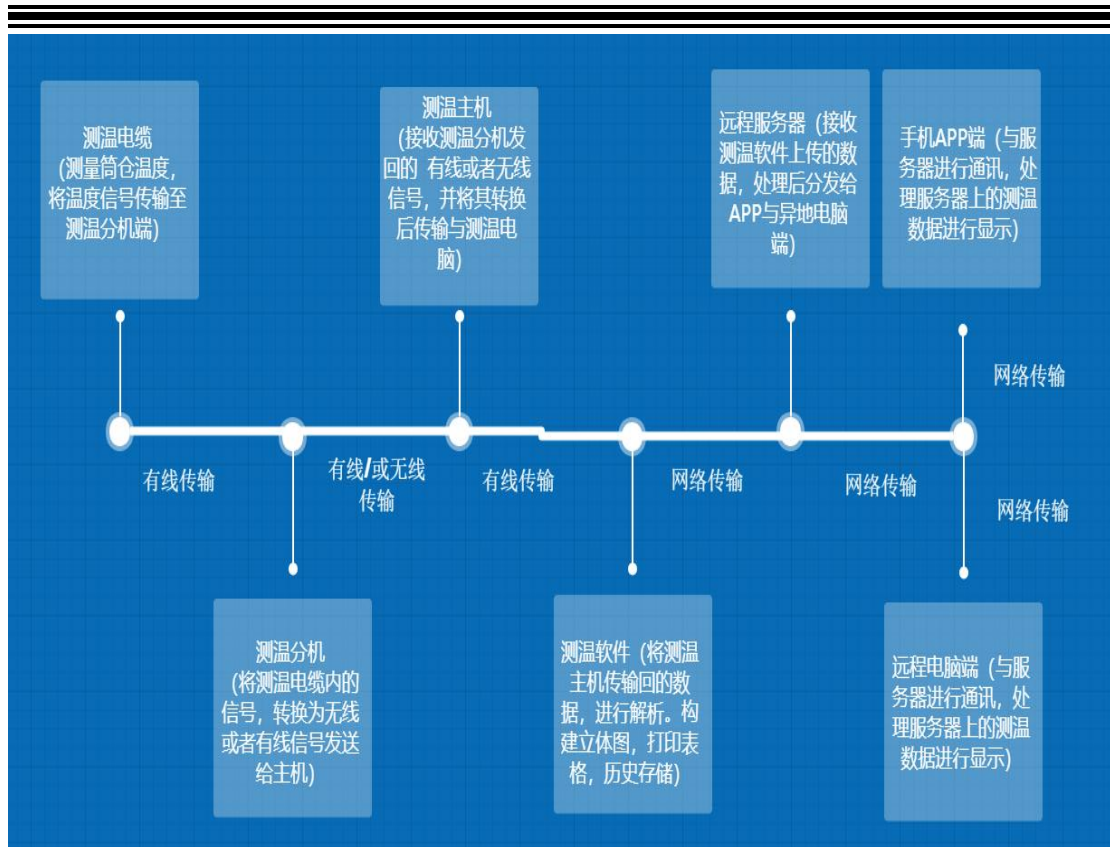 测温电缆
(测量筒仓温度，
将温度信号传输至
测温分机端)
测温主机
(接收测温分机发
回的 有线或者无线
信号，并将其转换
后传输与测温电
脑)
远程服务器 (接收
测温软件上传的数
据，处理后分发给
APP与异地电脑
端)
手机APP端 (与服
务器进行通讯，处
理服务器上的测温
数据进行显示)
网络传输
有线传输
有线/或无线
传输
有线传输
网络传输
网络传输
网络传输
测温分机
(将测温电缆内的
信号，转换为无线
或者有线信号发送
给主机)
测温软件 (将测温
主机传输回的数
据，进行解析。构
建立体图，打印表
格，历史存储)
远程电脑端 (与服
务器进行通讯，处
理服务器上的测温
数据进行显示)